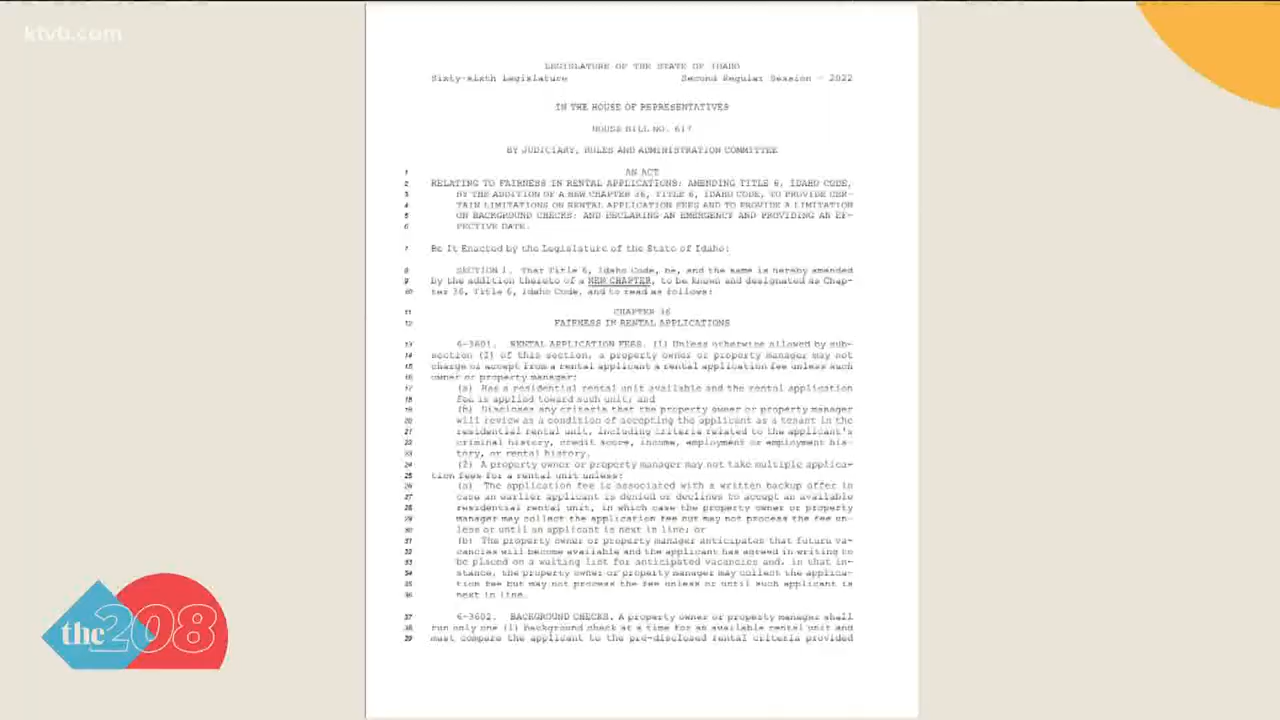 ktvb.com
LEGISLATURE OF THE STATE OF IDAHO
Sixty-sixth Legislature Second Regular Session - 2022
IN THE HOUSE OF REPRESENTATIVES
HOUSE BILL NO. 617
BY JUDICIARY, RULES AND ADMINISTRATION COMMITTEE
1 AN ACT
2 RELATING TO FAIRNESS IN RENTAL APPLICATIONS; AMENDING TITLE 6, IDAHO CODE,
3 BY THE ADDITION OF A NEW CHAPTER 36, TITLE 6, IDAHO CODE, TO PROVIDE CER-
4 TAIN LIMITATIONS ON RENTAL APPLICATION FEES AND TO PROVIDE A LIMITATION
5 ON BACKGROUND CHECKS; AND DECLARING AN EMERGENCY AND PROVIDING AN EF-
6 FECTIVE DATE.
7 Be It Enacted by the Legislature of the State of Idaho:
8 SECTION 1. That Title 6, Idaho Code, be, and the same is hereby amended
9 by the addition thereto of a NEW CHAPTER, to be known and designated as Chap-
10 ter 36, Title 6, Idaho Code, and to read as follows:
11 CHAPTER 36
12 FAIRNESS IN RENTAL APPLICATIONS
13 6-3601. RENTAL APPLICATION FEES. (1) Unless otherwise allowed by sub-
14 section (2) of this section, a property owner or property manager may not
15 charge or accept from a rental applicant a rental application fee unless such
16 owner or property manager:
17 (a) Has a residential rental unit available and the rental application
18 fee is applied toward such unit; and
19 (b) Discloses any criteria that the property owner or property manager
20 will review as a condition of accepting the applicant as a tenant in the
21 residential rental unit, including criteria related to the applicant's
22 criminal history, credit score, income, employment or employment his-
23 tory, or rental history.
24 (2) A property owner or property manager may not take multiple applica-
25 tion fees for a rental unit unless:
26 (a) The application fee is associated with a written backup offer in
27 case an earlier applicant is denied or declines to accept an available
28 residential rental unit, in which case the property owner or property
29 manager may collect the application fee but may not process the fee un-
30 less or until an applicant is next in line; or
31 (b) The property owner or property manager anticipates that future va-
32 cancies will become available and the applicant has agreed in writing to
33 be placed on a waiting list for anticipated vacancies and, in that in-
34 stance, the property owner or property manager may collect the applica-
35 tion fee but may not process the fee unless or until such applicant is
36 next in line.
37 6-3602. BACKGROUND CHECKS. A property owner or property manager shall
38 run only one (1) background check at a time for an available rental unit and
39 must compare the applicant to the pre-disclosed rental criteria provided
the 208